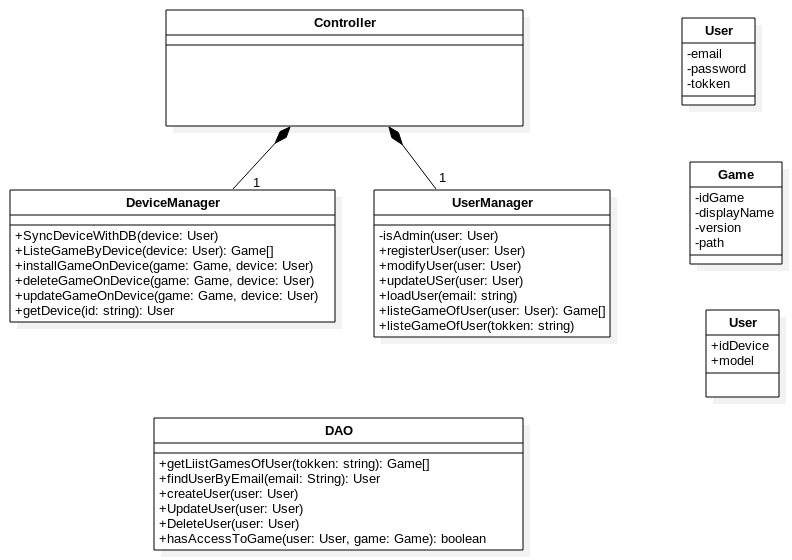 Controller
1
1
DeviceManager
+SyncDeviceWithDB(device: User)
+ListeGameByDevice(device: User): Game[]
+installGameOnDevice(game: Game, device: User)
+deleteGameOnDevice(game: Game, device: User)
+updateGameOnDevice(game: Game, device: User)
+getDevice(id: string): User
UserManager
-isAdmin(user: User)
+registerUser(user: User)
+modifyUser(user: User)
+updateUSer(user: User)
+loadUser(email: string)
+listeGameOfUser(user: User): Game[]
+listeGameOfUser(tokken: string)
DAO
+getLiistGamesOfUser(tokken: string): Game[]
+findUserByEmail(email: String): User
+createUser(user: User)
+UpdateUser(user: User)
+DeleteUser(user: User)
+hasAccessToGame(user: User, game: Game): boolean
User
-email
-password
-tokken
Game
-idGame
-displayName
-version
-path
User
+idDevice
+model